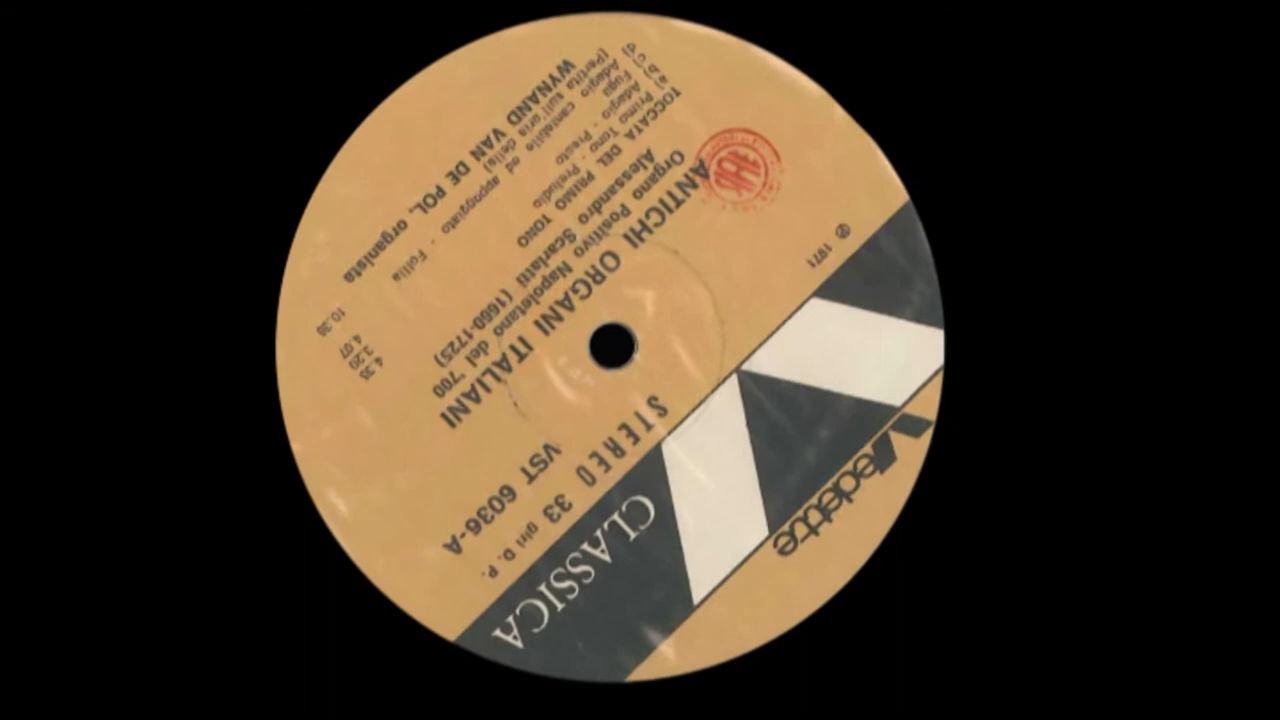 Vedette
CLASSICA
STEREO 33 giri D. P.
℗ 1971
VST 6036-A
ANTICHI ORGANI ITALIANI
Organo Positivo Napoletano del '700
Alessandro Scarlatti (1660-1725)
TOCCATA DEL PRIMO TONO
a) Primo Tono - Preludio 4.35
b) Adagio - Presto 3.20
c) Fuga 4.07
d) Adagio cantabile ed appoggiato - Follia
(Partita sull'aria della) 10.30
WYNAND VAN DE POL, organista